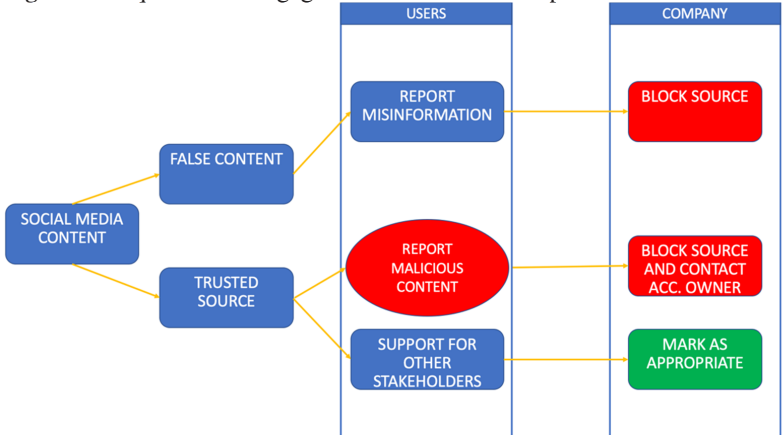 USERS
COMPANY
REPORT
MISINFORMATION
BLOCK SOURCE
FALSE CONTENT
SOCIAL MEDIA
CONTENT
REPORT
MALICIOUS
CONTENT
BLOCK SOURCE
AND CONTACT
ACC. OWNER
TRUSTED
SOURCE
SUPPORT FOR
OTHER
STAKEHOLDERS
MARK AS
APPROPRIATE